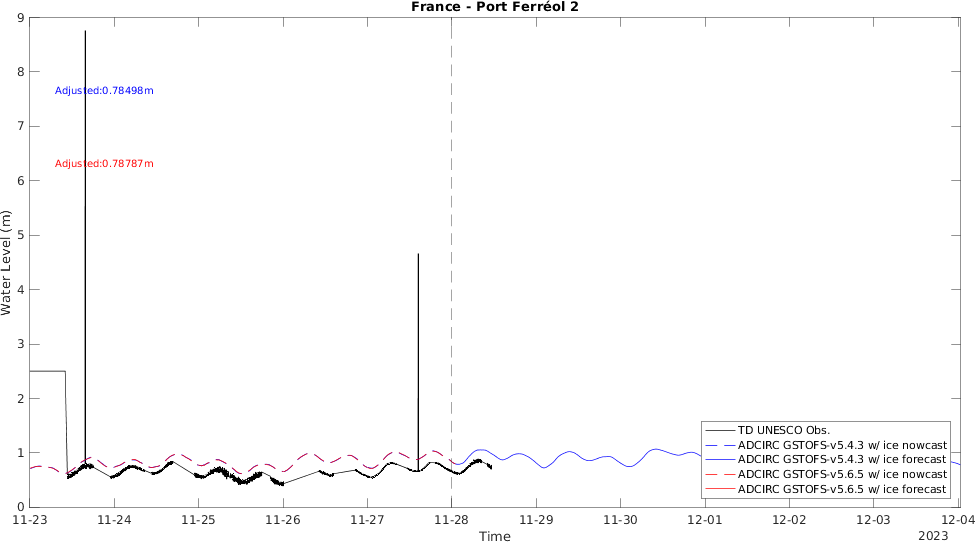 France - Port Ferréol 2
9
8
7
6
5
4
3
2
1
0
Water Level (m)
Adjusted:0.78498m
Adjusted:0.78787m
TD UNESCO Obs.
ADCIRC GSTOFS-v5.4.3 w/ ice nowcast
ADCIRC GSTOFS-v5.4.3 w/ ice forecast
ADCIRC GSTOFS-v5.6.5 w/ ice nowcast
ADCIRC GSTOFS-v5.6.5 w/ ice forecast
11-23 11-24 11-25 11-26 11-27 11-28 11-29 11-30 12-01 12-02 12-03 12-04
Time
2023